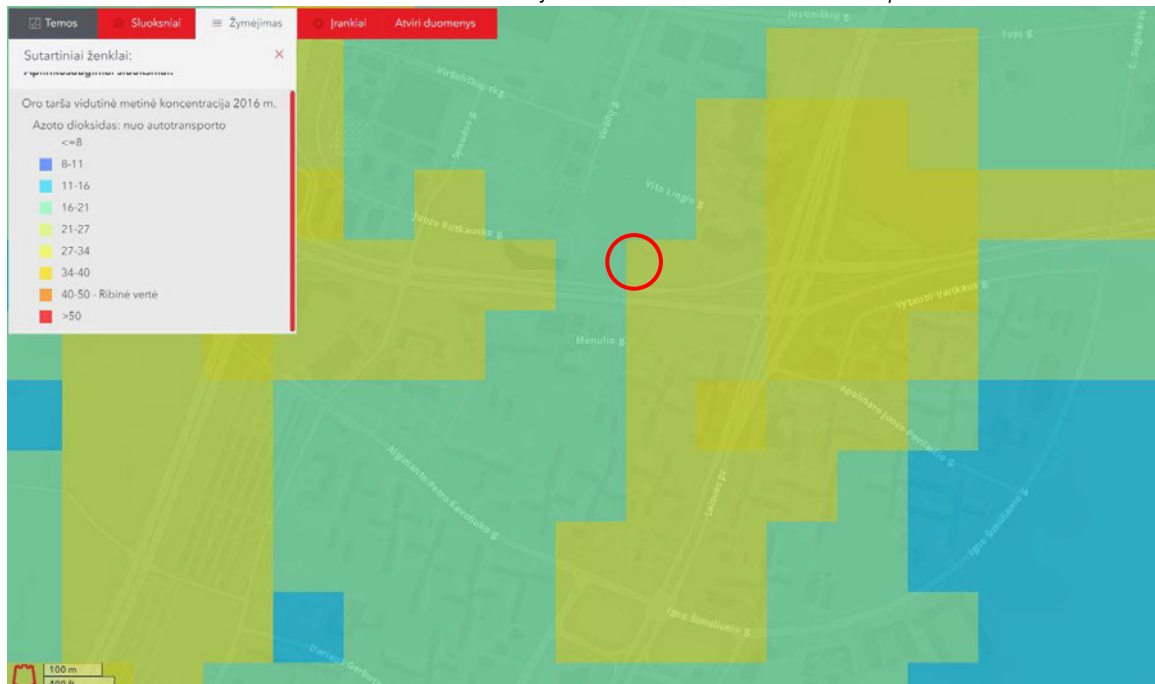 Temos Sluoksniai Žymėjimas Įrankiai Atviri duomenys
Sutartiniai ženklai:
Oro tarša vidutinė metinė koncentracija 2016 m.
Azoto dioksidas: nuo autotransporto
<=8
8-11
11-16
16-21
21-27
27-34
34-40
40-50 - Ribinė vertė
>50
Justiniškių g.
Tujų g.
Č. Sugiharos
Viršuliškių skg.
Spaudos g.
Viršilų g.
Vito Lingio g.
Juozo Rutkausko g.
Vytauto Vaitkaus g.
Menulio g.
Apolinaro Juozo Povilaičio g.
Algimanto Petro Kavoliuko g.
Laisvės pr.
Igno Šimulionio g.
Igno Šimulionio g.
100 m
400 ft